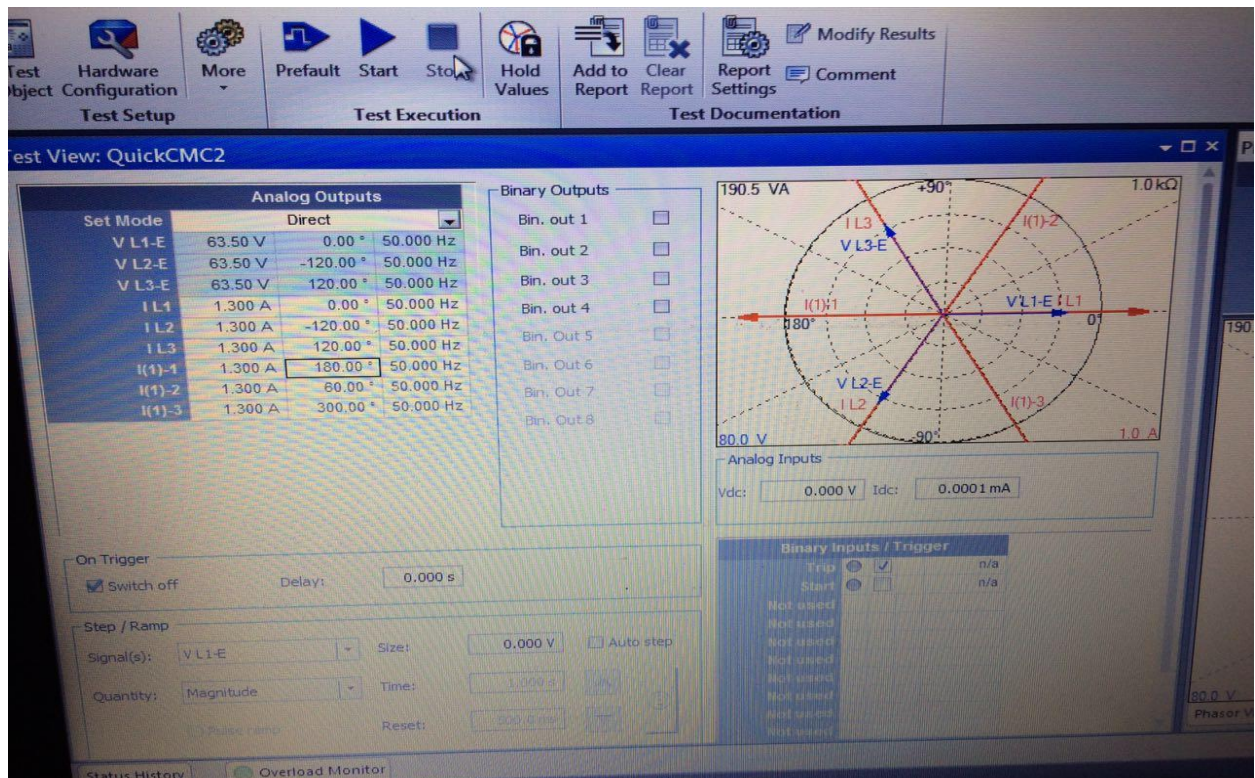 Test Object
Hardware Configuration
More
Test Setup
Prefault
Start
Sto
Hold Values
Test Execution
Add to Report
Clear Report
Report Settings
Modify Results
Comment
Test Documentation
est View: QuickCMC2
Analog Outputs
Set Mode Direct
V L1-E 63.50 V 0.00 ° 50.000 Hz
V L2-E 63.50 V -120.00 ° 50.000 Hz
V L3-E 63.50 V 120.00 ° 50.000 Hz
I L1 1.300 A 0.00 ° 50.000 Hz
I L2 1.300 A -120.00 ° 50.000 Hz
I L3 1.300 A 120.00 ° 50.000 Hz
I(1)-1 1.300 A 180.00 ° 50.000 Hz
I(1)-2 1.300 A 60.00 ° 50.000 Hz
I(1)-3 1.300 A 300.00 ° 50.000 Hz
Binary Outputs
Bin. out 1
Bin. out 2
Bin. out 3
Bin. out 4
Bin. Out 5
Bin. Out 6
Bin. Out 7
Bin. Out 8
190.5 VA
+90°
1.0 kΩ
I L3
V L3-E
I(1)-2
I(1)-1
V L1-E I L1
180°
0°
V L2-E
I L2
I(1)-3
80.0 V
-90°
1.0 A
Analog Inputs
Vdc: 0.000 V Idc: 0.0001 mA
On Trigger
Switch off Delay: 0.000 s
Binary Inputs / Trigger
Trip n/a
Start n/a
Not used
Not used
Not used
Not used
Not used
Not used
Not used
Not used
Step / Ramp
Signal(s): V L1-E Size: 0.000 V Auto step
Quantity: Magnitude Time: 1.000 s
Pulse ramp Reset:
Status History
Overload Monitor
190.
80.0 V
Phasor V